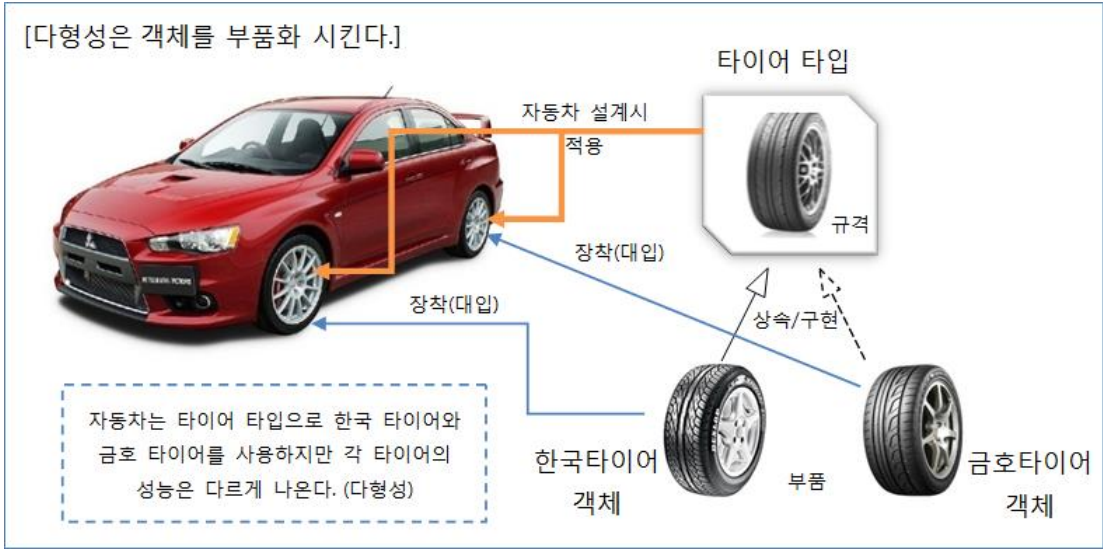 [다형성은 객체를 부품화 시킨다.]
타이어 타입
자동차 설계시
적용
규격
장착(대입)
장착(대입)
상속/구현
자동차는 타이어 타입으로 한국 타이어와
금호 타이어를 사용하지만 각 타이어의
성능은 다르게 나온다. (다형성)
한국타이어
객체
부품
금호타이어
객체